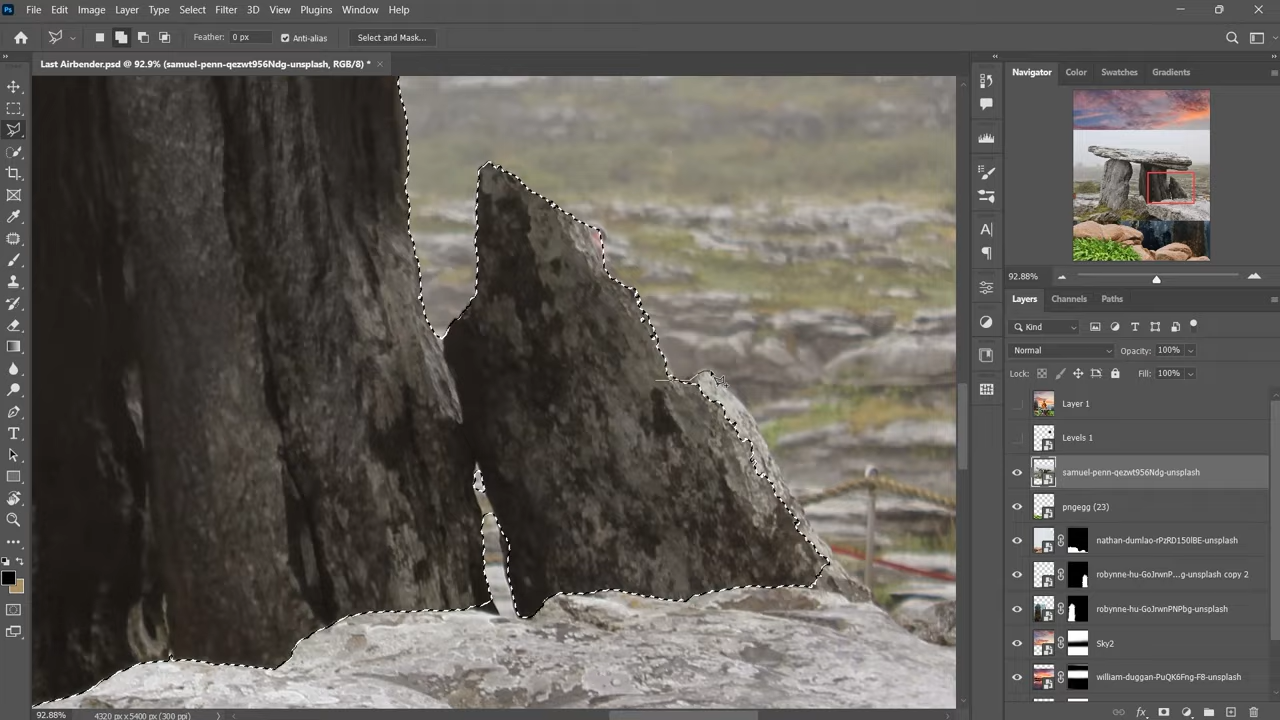 Ps File Edit Image Layer Type Select Filter 3D View Plugins Window Help
Feather: 0 px Anti-alias Select and Mask...
Last Airbender.psd @ 92.9% (samuel-penn-qezwt956Ndg-unsplash, RGB/8) *
Navigator Color Swatches Gradients
92.88%
Layers Channels Paths
Kind
Normal Opacity: 100%
Lock: Fill: 100%
Layer 1
Levels 1
samuel-penn-qezwt956Ndg-unsplash
pngegg (23)
nathan-dumlao-rPzRD150lBE-unsplash
robynne-hu-GoJrwnP...g-unsplash copy 2
robynne-hu-GoJrwnPNPbg-unsplash
Sky2
william-duggan-PuQK6Fng-F8-unsplash
92.88% 4320 px x 5400 px (300 ppi)
fx